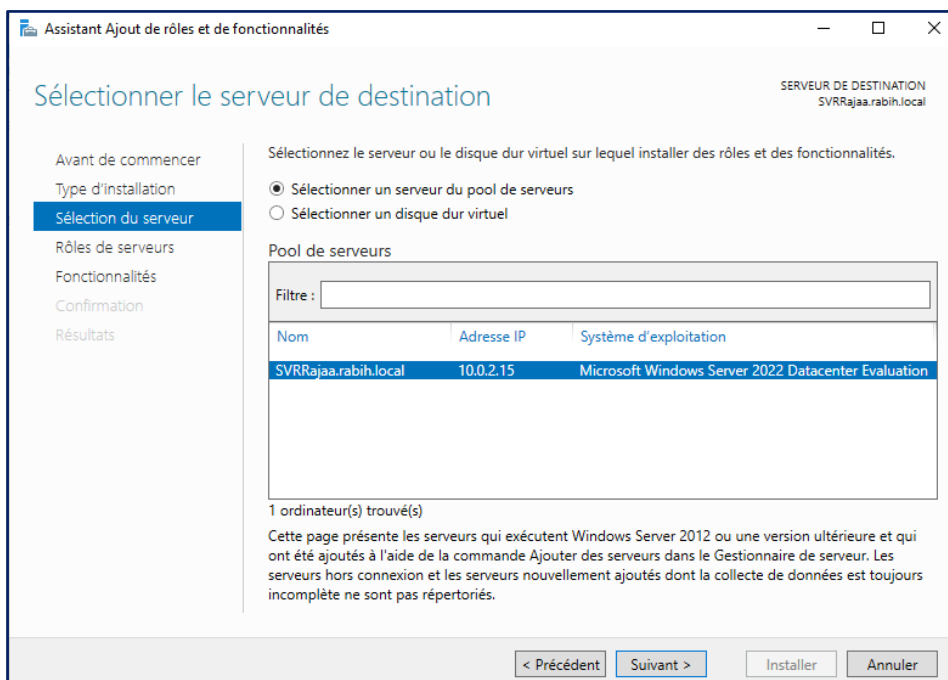 Assistant Ajout de rôles et de fonctionnalités
Sélectionner le serveur de destination
SERVEUR DE DESTINATION
SVRRajaa.rabih.local
Avant de commencer
Type d'installation
Sélection du serveur
Rôles de serveurs
Fonctionnalités
Confirmation
Résultats
Sélectionnez le serveur ou le disque dur virtuel sur lequel installer des rôles et des fonctionnalités.
Sélectionner un serveur du pool de serveurs
Sélectionner un disque dur virtuel
Pool de serveurs
Filtre :
Nom Adresse IP Système d'exploitation
SVRRajaa.rabih.local 10.0.2.15 Microsoft Windows Server 2022 Datacenter Evaluation
1 ordinateur(s) trouvé(s)
Cette page présente les serveurs qui exécutent Windows Server 2012 ou une version ultérieure et qui
ont été ajoutés à l'aide de la commande Ajouter des serveurs dans le Gestionnaire de serveur. Les
serveurs hors connexion et les serveurs nouvellement ajoutés dont la collecte de données est toujours
incomplète ne sont pas répertoriés.
< Précédent Suivant > Installer Annuler